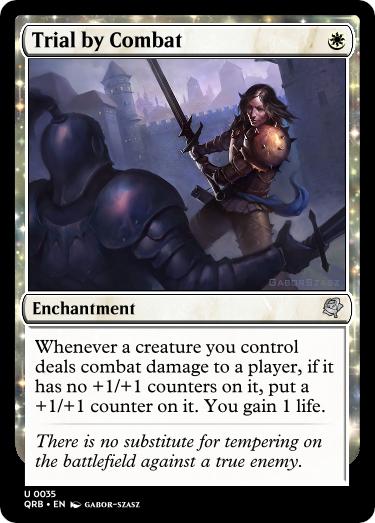 Trial by Combat
GaborSzasz
Enchantment
Whenever a creature you control
deals combat damage to a player, if it
has no +1/+1 counters on it, put a
+1/+1 counter on it. You gain 1 life.
There is no substitute for tempering on
the battlefield against a true enemy.
U 0035
QRB • EN GABOR-SZASZ